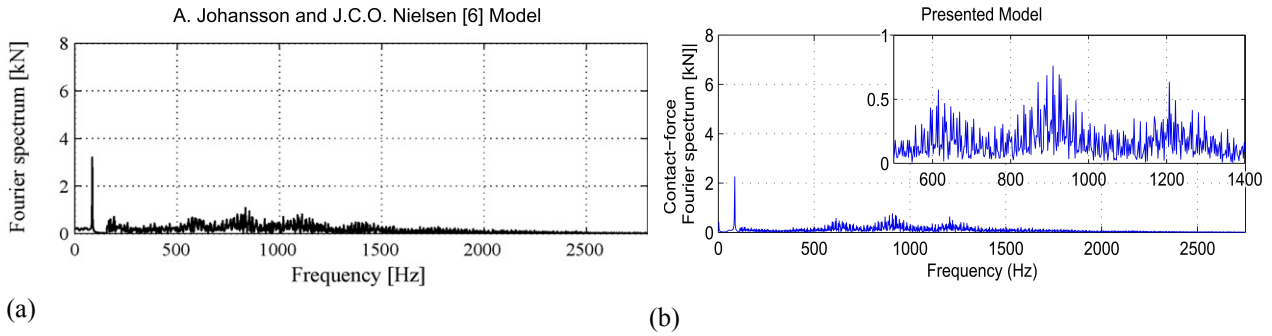 A. Johansson and J.C.O. Nielsen [6] Model
Fourier spectrum [kN]
8
6
4
2
0
0 500 1000 1500 2000 2500
Frequency [Hz]
(a)
Presented Model
Contact−force
Fourier spectrum [kN]|
8
6
4
2
0
1
0.5
0
600 800 1000 1200 1400
0 500 1000 1500 2000 2500
Frequency (Hz)
(b)